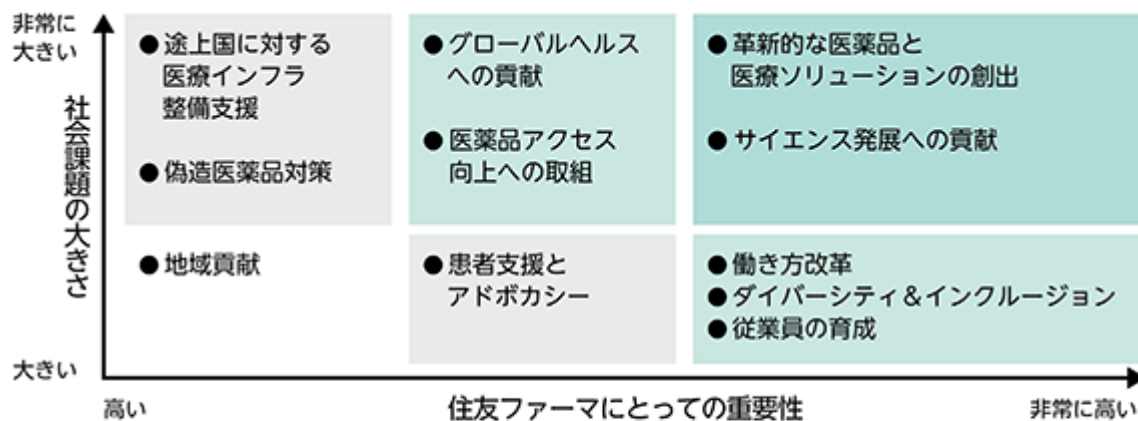 非常に
大きい
社会課題の大きさ
大きい
●途上国に対する
医療インフラ
整備支援
●偽造医薬品対策
●グローバルヘルス
への貢献
●医薬品アクセス
向上への取組
●革新的な医薬品と
医療ソリューションの創出
●サイエンス発展への貢献
●地域貢献
●患者支援と
アドボカシー
●働き方改革
●ダイバーシティ＆インクルージョン
●従業員の育成
高い
住友ファーマにとっての重要性
非常に高い